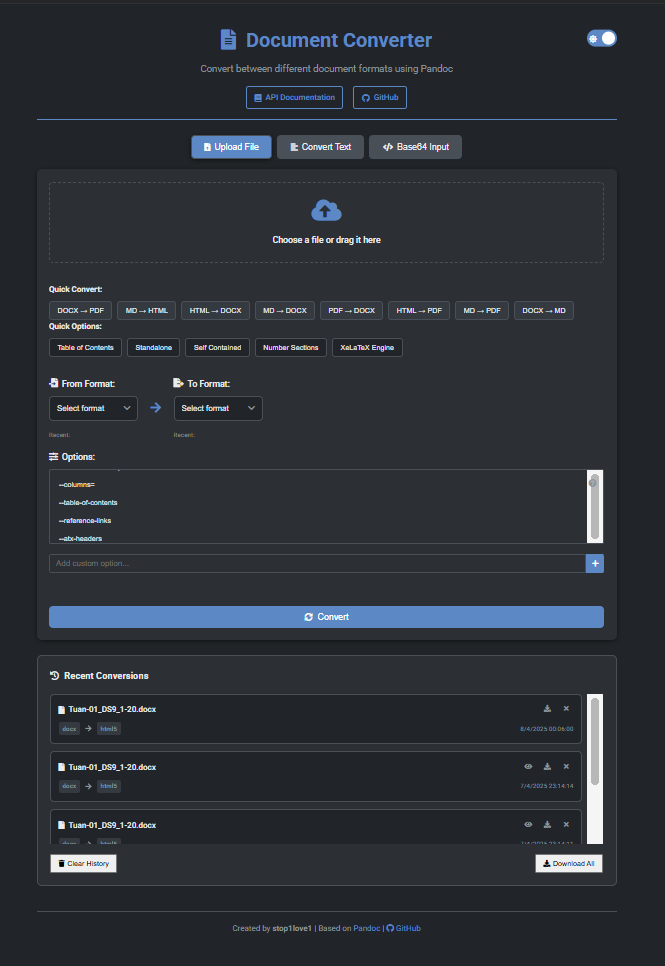 Document Converter
Convert between different document formats using Pandoc
API Documentation GitHub
Upload File Convert Text Base64 Input
Choose a file or drag it here
Quick Convert:
DOCX → PDF MD → HTML HTML → DOCX MD → DOCX PDF → DOCX HTML → PDF MD → PDF DOCX → MD
Quick Options:
Table of Contents Standalone Self Contained Number Sections XeLaTeX Engine
From Format: To Format:
Select format Select format
Recent: Recent:
Options:
--columns=
--table-of-contents
--reference-links
--atx-headers
Add custom option...
Convert
Recent Conversions
Tuan-01_DS9_1-20.docx
docx → html5 8/4/2025 00:06:00
Tuan-01_DS9_1-20.docx
docx → html5 7/4/2025 23:14:14
Tuan-01_DS9_1-20.docx
docx → html5
Clear History Download All
Created by stop1love1 | Based on Pandoc | GitHub